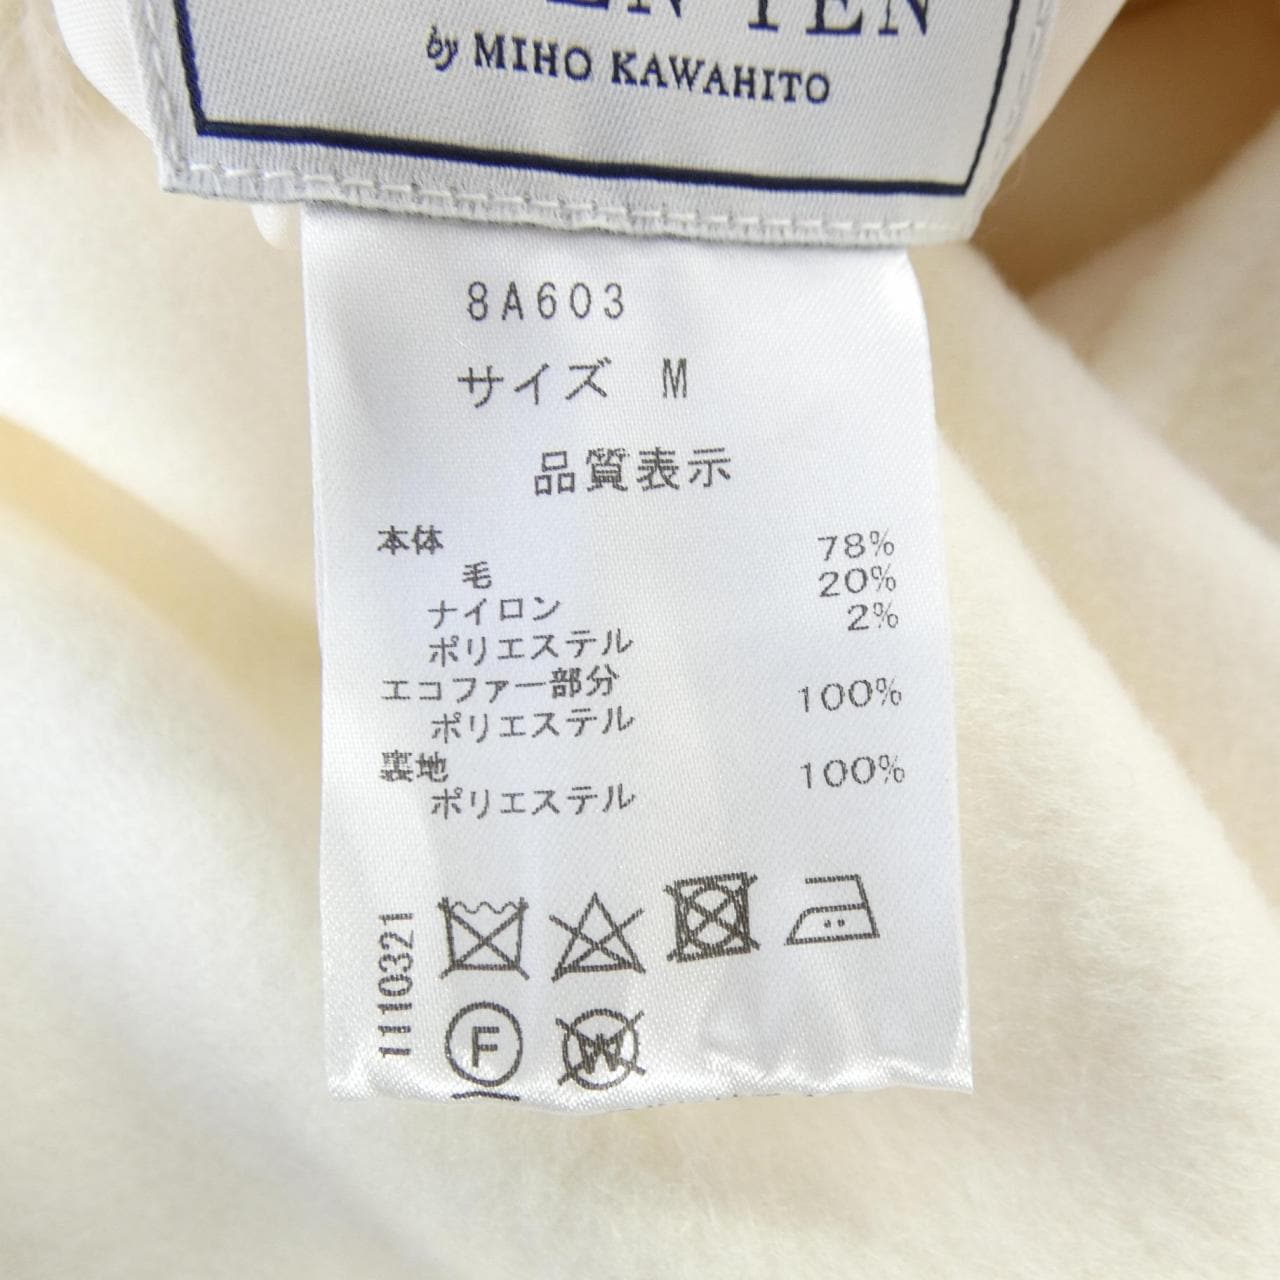 TEN
by MIHO KAWAHITO
8A603
サイズ M
品質表示
本体
毛 78%
ナイロン 20%
ポリエステル 2%
エコファー部分
ポリエステル 100%
裏地
ポリエステル 100%
1110321
F
W